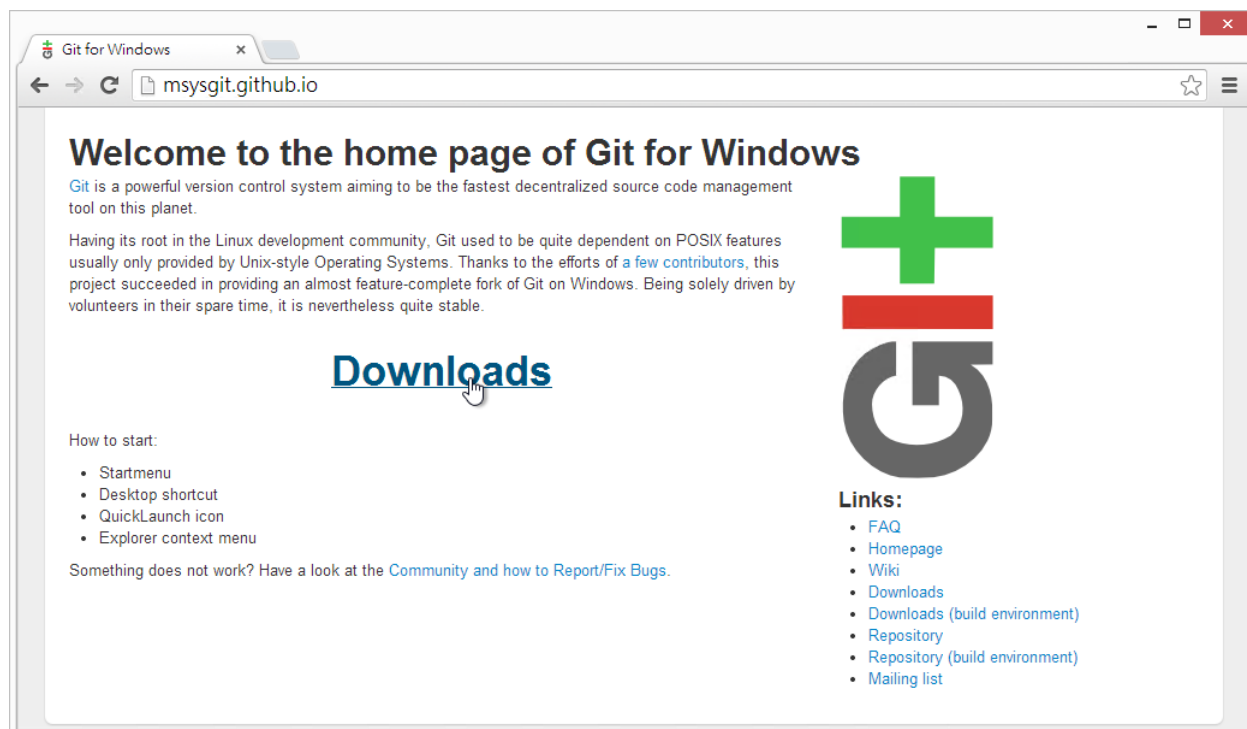 Git for Windows
msysgit.github.io
Welcome to the home page of Git for Windows
Git is a powerful version control system aiming to be the fastest decentralized source code management
tool on this planet.
Having its root in the Linux development community, Git used to be quite dependent on POSIX features
usually only provided by Unix-style Operating Systems. Thanks to the efforts of a few contributors, this
project succeeded in providing an almost feature-complete fork of Git on Windows. Being solely driven by
volunteers in their spare time, it is nevertheless quite stable.
Downloads
How to start:
Startmenu
Desktop shortcut
QuickLaunch icon
Explorer context menu
Something does not work? Have a look at the Community and how to Report/Fix Bugs.
GIt
Links:
FAQ
Homepage
Wiki
Downloads
Downloads (build environment)
Repository
Repository (build environment)
Mailing list